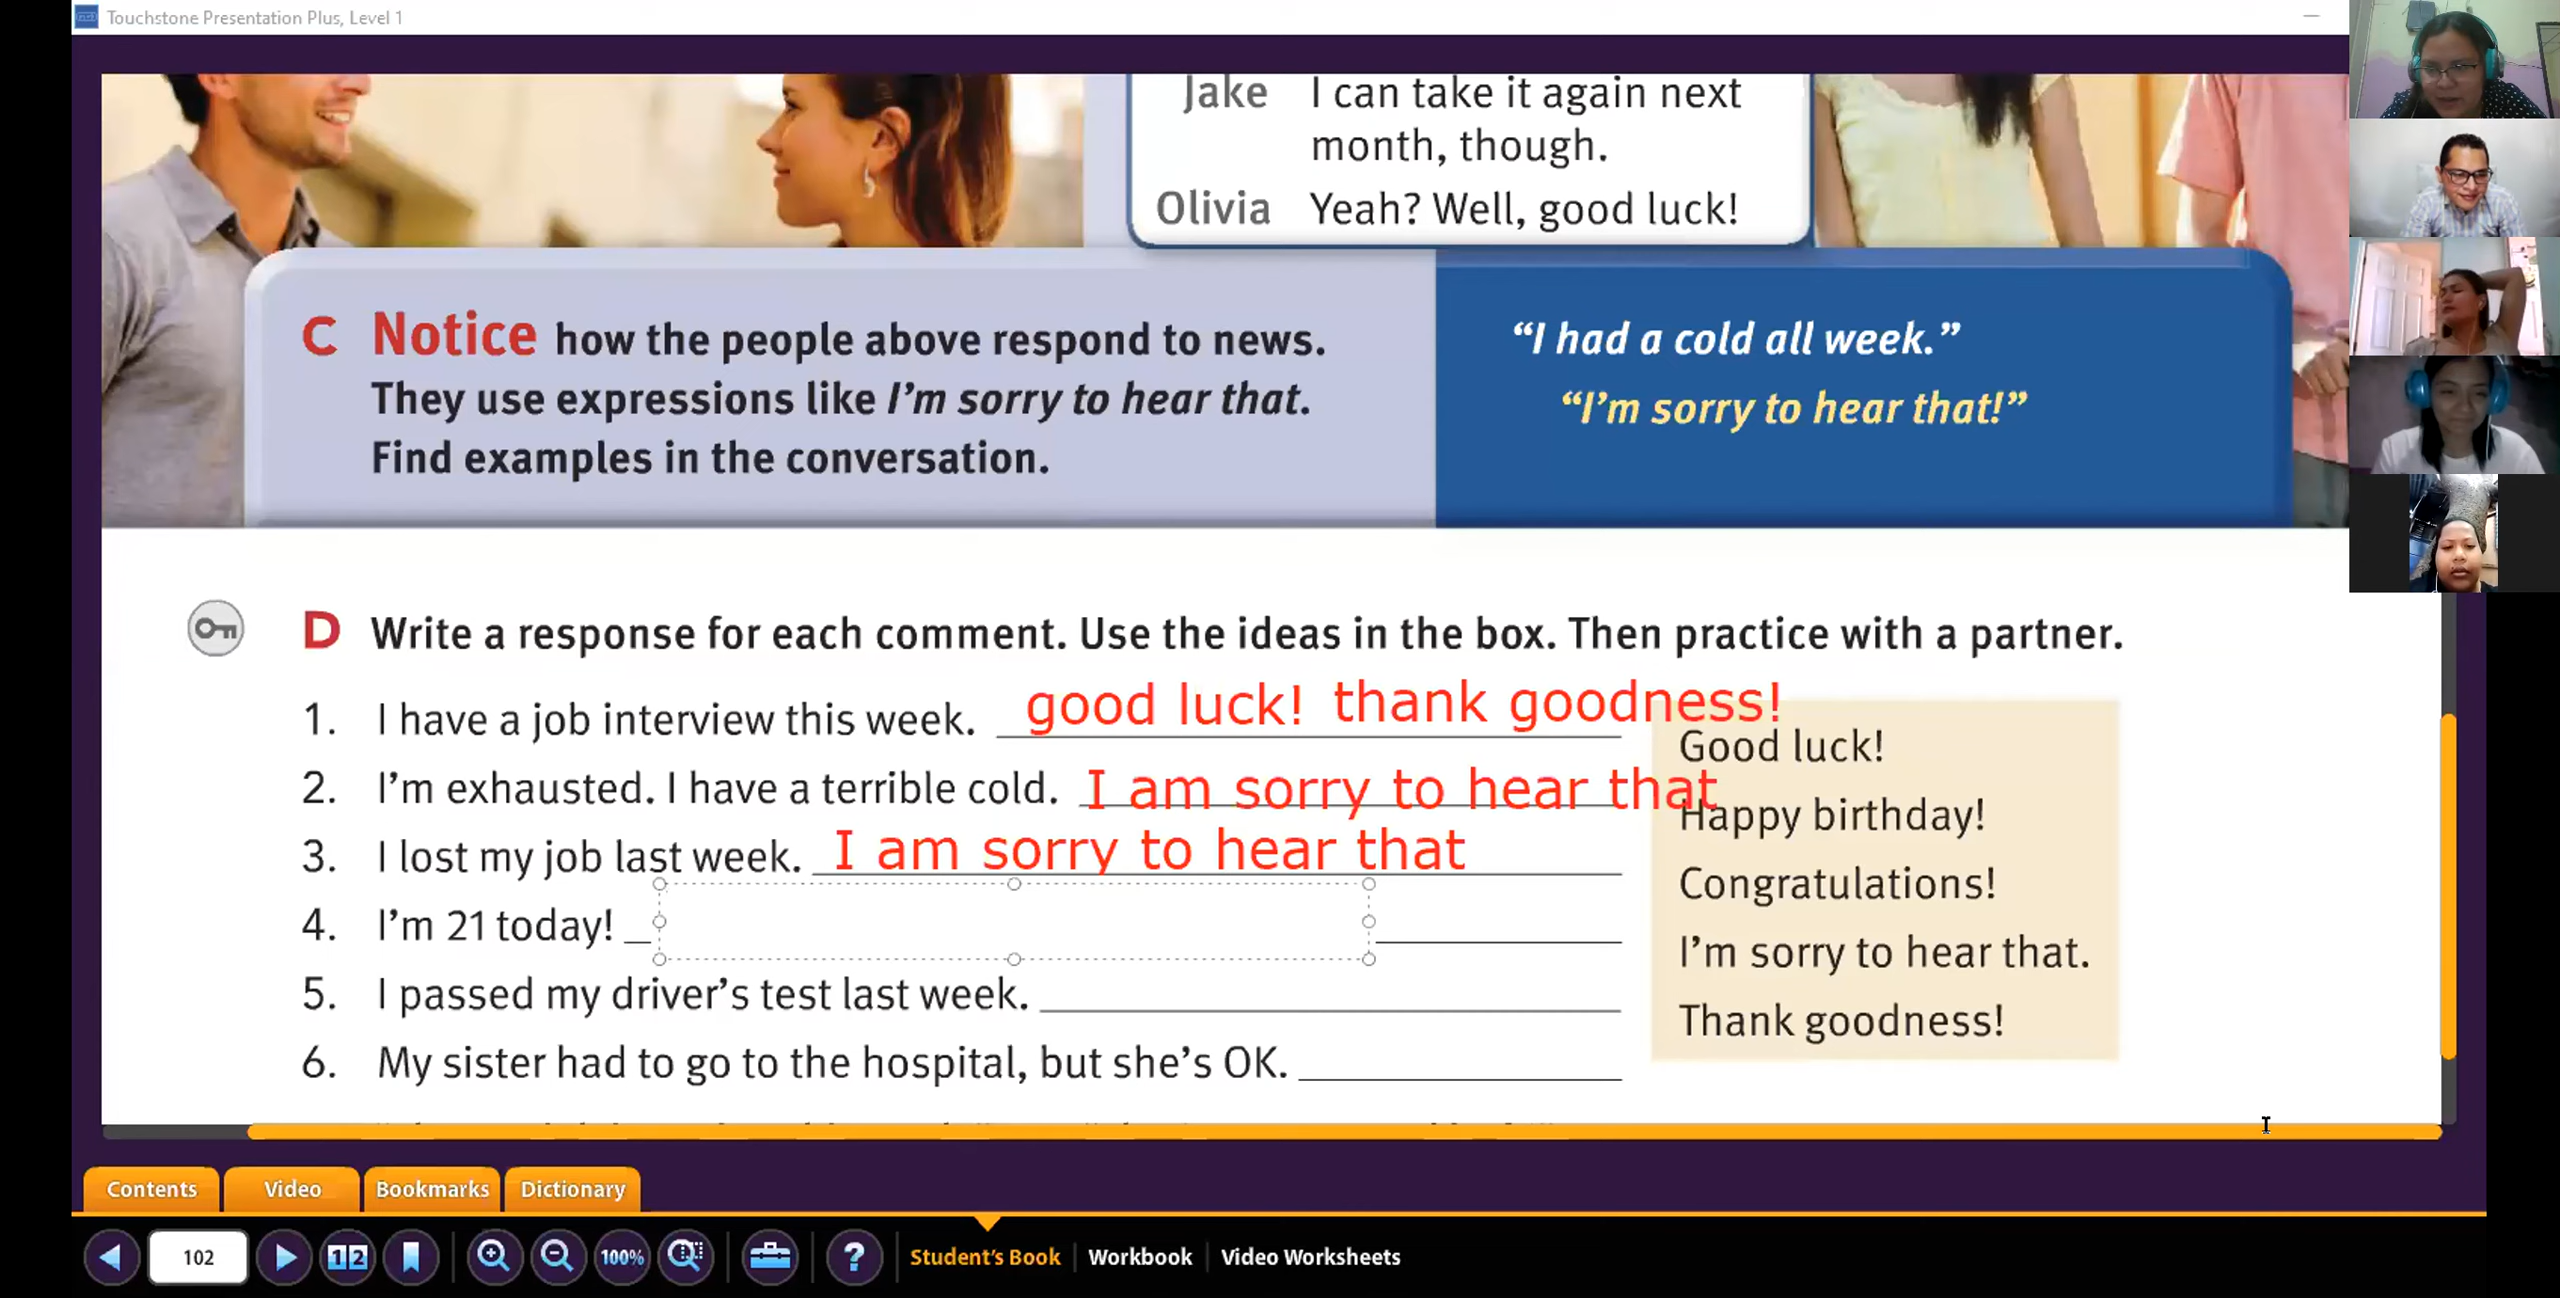 Touchstone Presentation Plus, Level 1
Jake I can take it again next
month, though.
Olivia Yeah? Well, good luck!
C Notice how the people above respond to news.
They use expressions like I'm sorry to hear that.
Find examples in the conversation.
“I had a cold all week.”
“I'm sorry to hear that!”
D Write a response for each comment. Use the ideas in the box. Then practice with a partner.
1. I have a job interview this week. good luck! thank goodness!
2. I'm exhausted. I have a terrible cold. I am sorry to hear that
3. I lost my job last week. I am sorry to hear that
4. I'm 21 today!
5. I passed my driver's test last week.
6. My sister had to go to the hospital, but she's OK.
Good luck!
Happy birthday!
Congratulations!
I'm sorry to hear that.
Thank goodness!
Contents Video Bookmarks Dictionary
102 12 100% ? Student's Book Workbook Video Worksheets